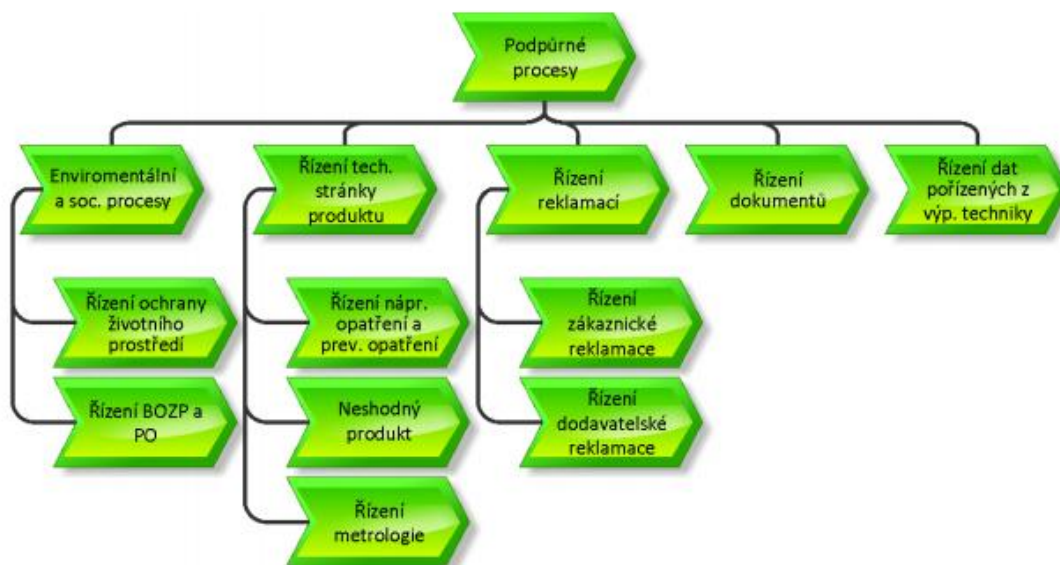 Podpůrné
procesy
Enviromentální
a soc. procesy
Řízení tech.
stránky
produktu
Řízení
reklamací
Řízení
dokumentů
Řízení dat
pořízených z
výp. techniky
Řízení ochrany
životního
prostředí
Řízení nápr.
opatření a
prev. opatření
Řízení
zákaznické
reklamace
Řízení BOZP a
PO
Neshodný
produkt
Řízení
dodavatelské
reklamace
Řízení
metrologie